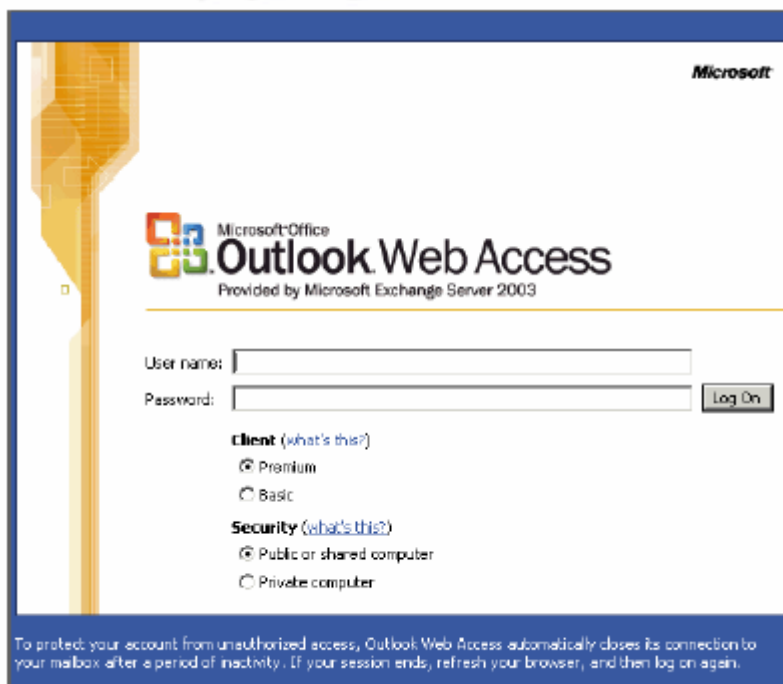 Microsoft
Microsoft Office
Outlook Web Access
Provided by Microsoft Exchange Server 2003
User name:
Password:
Log On
Client (what's this?)
Premium
Basic
Security (what's this?)
Public or shared computer
Private computer
To protect your account from unauthorized access, Outlook Web Access automatically closes its connection to
your mailbox after a period of inactivity. If your session ends, refresh your browser, and then log on again.